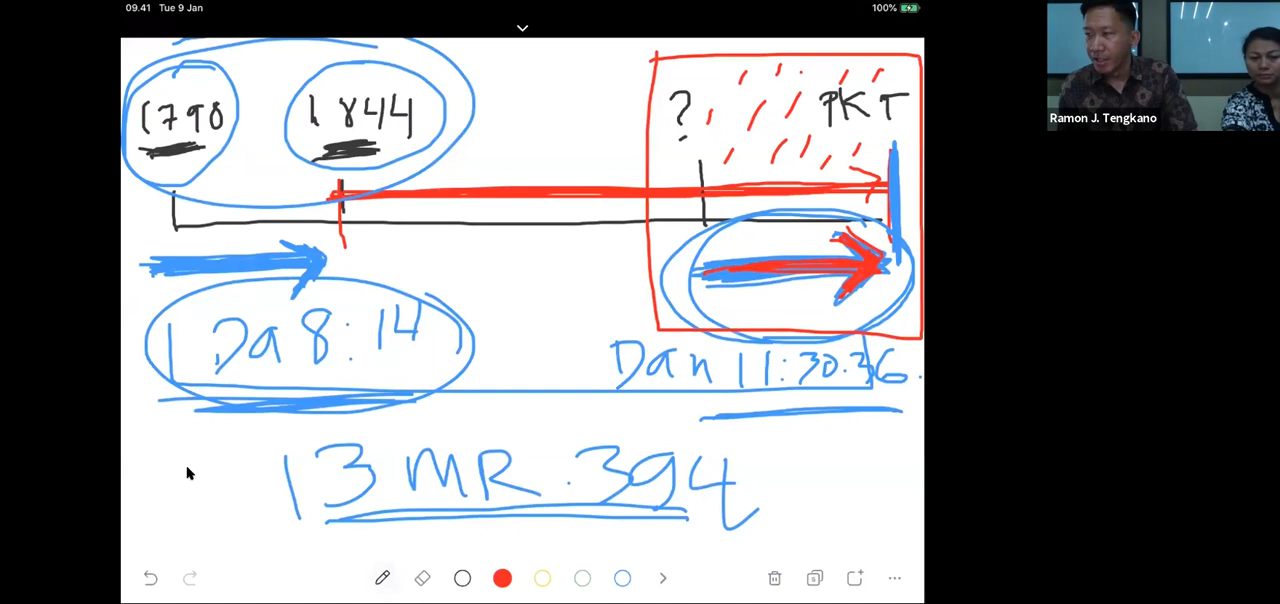 09.41 Tue 9 Jan
100%
1798 1844 ? PKT
Ramon J. Tengkano
Da 8:14
Dan 11:30.36.
13 MR.394